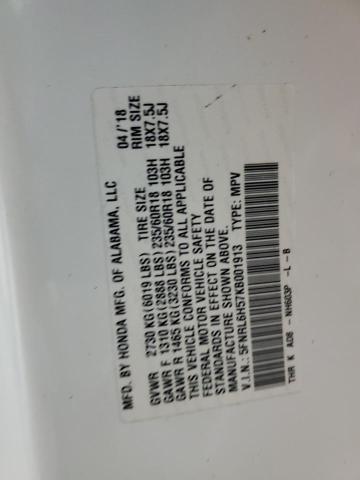 MFD. BY HONDA MFG. OF ALABAMA, LLC 04/'18
GVWR 2730 KG(6019 LBS) TIRE SIZE RIM SIZE
GAWR F 1310 KG(2888 LBS)235/60R18 103H 18X7.5J
GAWR R 1465 KG(3230 LBS)235/60R18 103H 18X7.5J
THIS VEHICLE CONFORMS TO ALL APPLICABLE
FEDERAL MOTOR VEHICLE SAFETY
STANDARDS IN EFFECT ON THE DATE OF
MANUFACTURE SHOWN ABOVE.
V.I.N.: 5FNRL6H57KB001913 TYPE: MPV
THR K A06 - NH603P -L -B